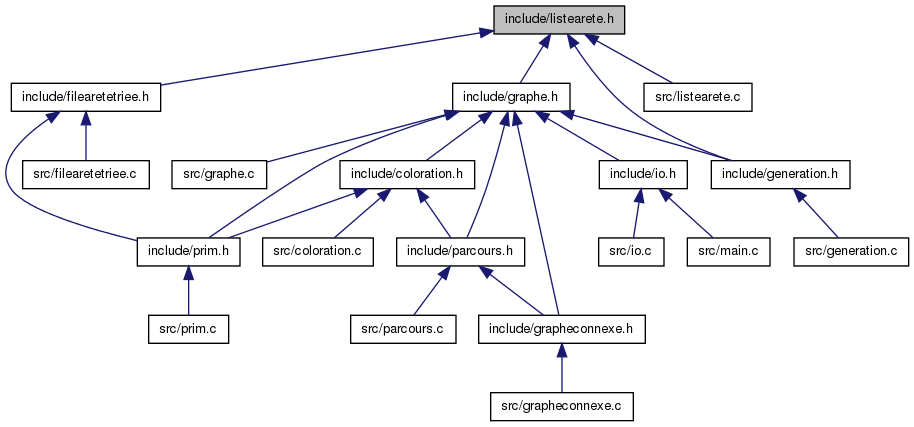 include/listearete.h
include/filearetetriee.h
include/graphe.h
src/listearete.c
src/filearetetriee.c
src/graphe.c
include/coloration.h
include/io.h
include/generation.h
include/prim.h
src/coloration.c
include/parcours.h
src/io.c
src/main.c
src/generation.c
src/prim.c
src/parcours.c
include/grapheconnexe.h
src/grapheconnexe.c